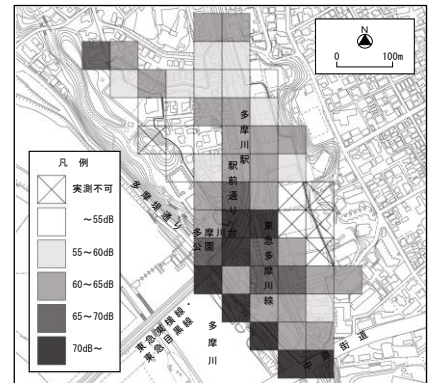 N
0 100m
凡 例
実測不可
～55dB
55～60dB
60～65dB
65～70dB
70dB～
多摩川駅
駅前通り
多摩堤通り
多摩川台
公園
東急多摩川線
東急東横線・
東急目黒線
多摩川
中原街道